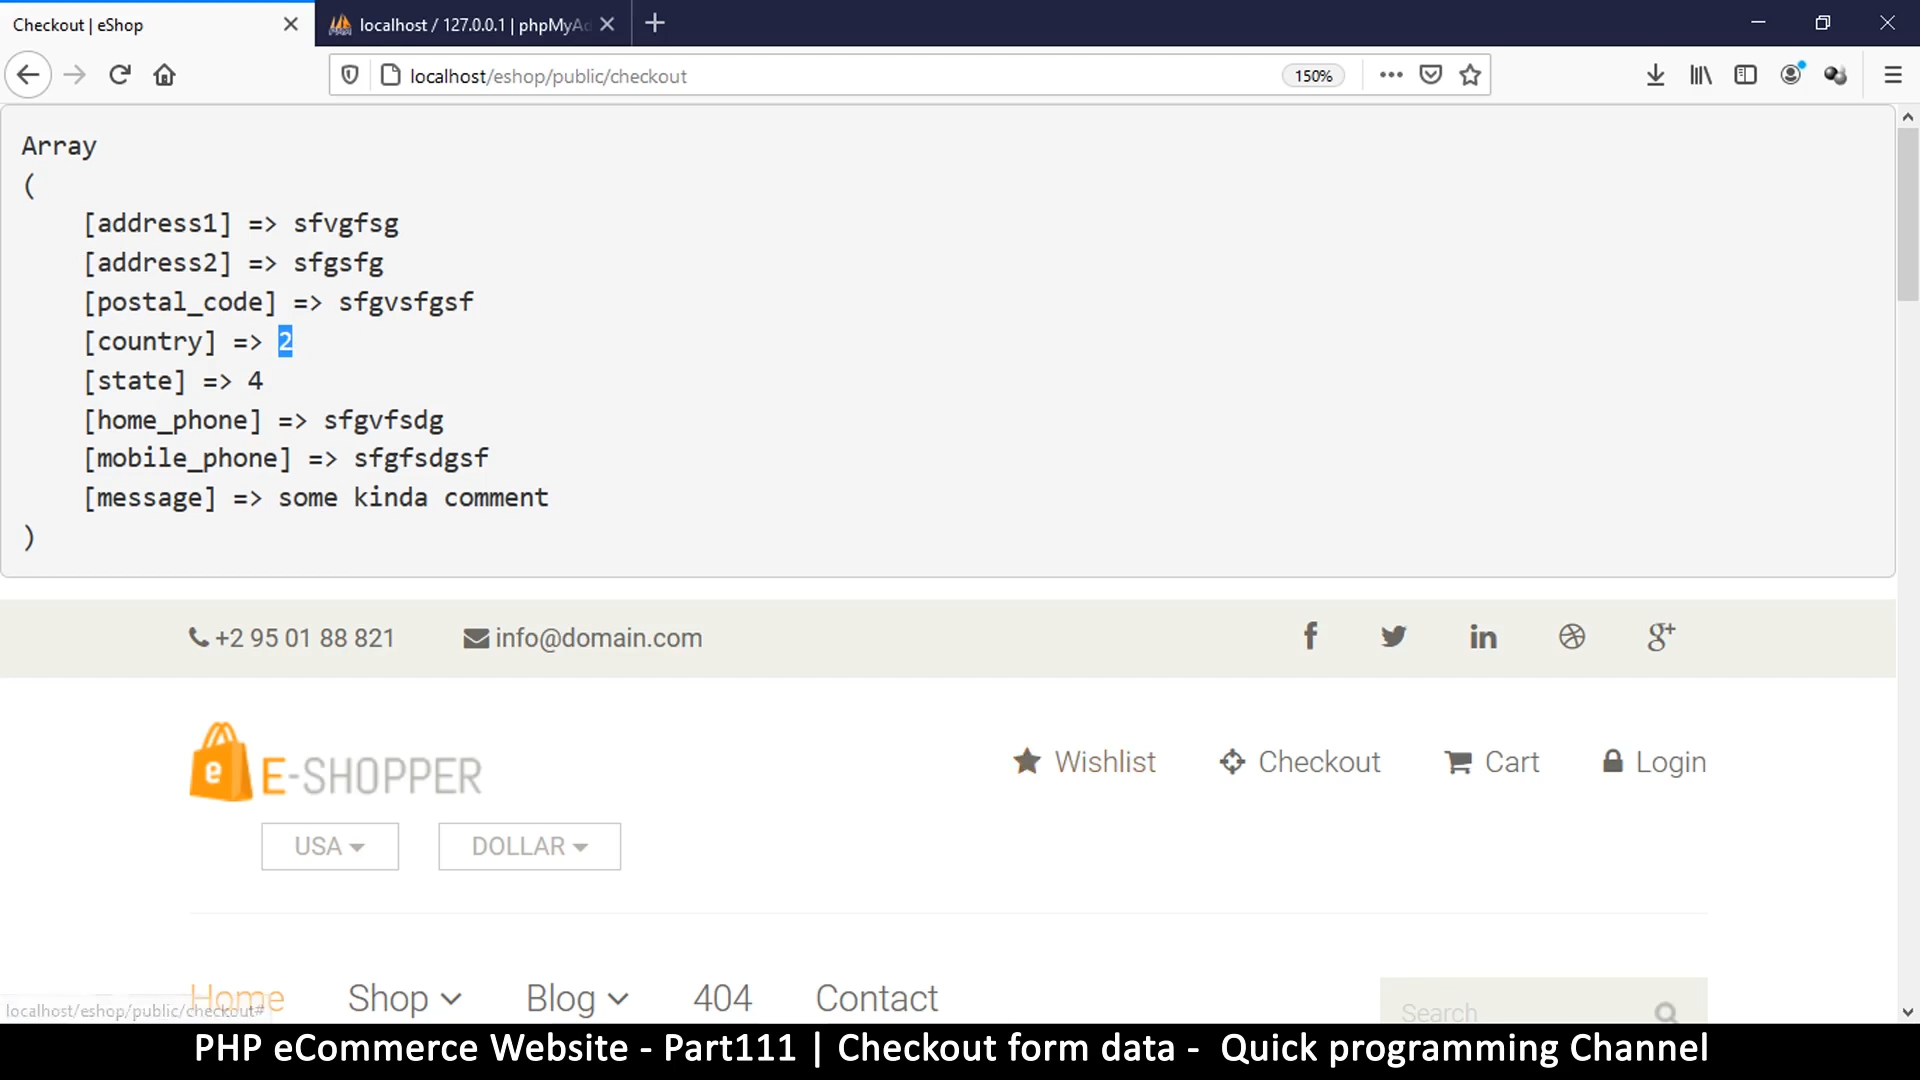 Checkout | eShop
localhost / 127.0.0.1 | phpMyAd
localhost/eshop/public/checkout
150%
Array
(
[address1] => sfvgfsg
[address2] => sfgsfg
[postal_code] => sfgvsfgsf
[country] => 2
[state] => 4
[home_phone] => sfgvfsdg
[mobile_phone] => sfgfsdgsf
[message] => some kinda comment
)
+2 95 01 88 821
info@domain.com
e E-SHOPPER
Wishlist
Checkout
Cart
Login
USA
DOLLAR
Home
Shop
Blog
404
Contact
Search
localhost/eshop/public/checkout#
PHP eCommerce Website - Part111 | Checkout form data - Quick programming Channel